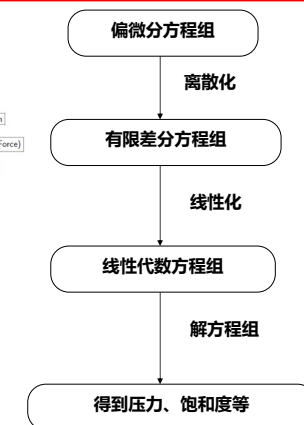 偏微分方程组
离散化
有限差分方程组
Force)
线性化
线性代数方程组
解方程组
得到压力、饱和度等